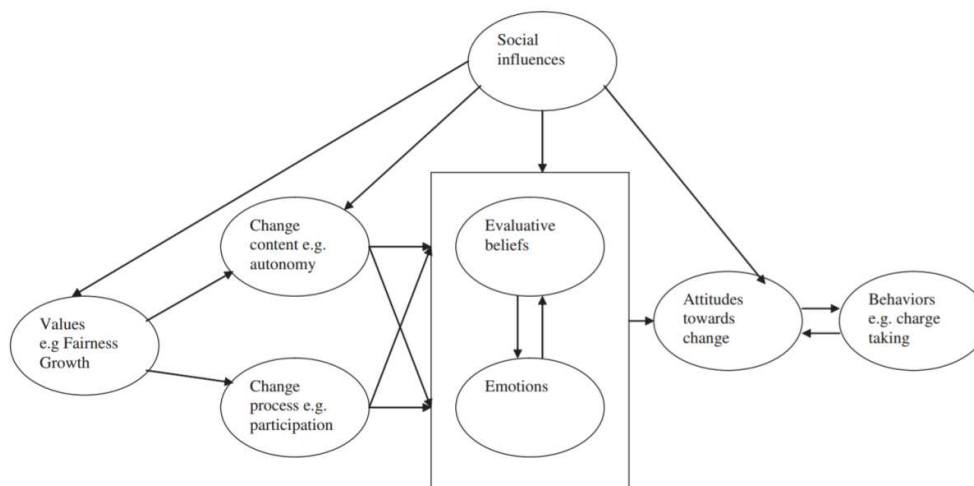 Social
influences
Change
content e.g.
autonomy
Evaluative
beliefs
Values
e.g Fairness
Growth
Attitudes
towards
change
Behaviors
e.g. charge
taking
Change
process e.g.
participation
Emotions